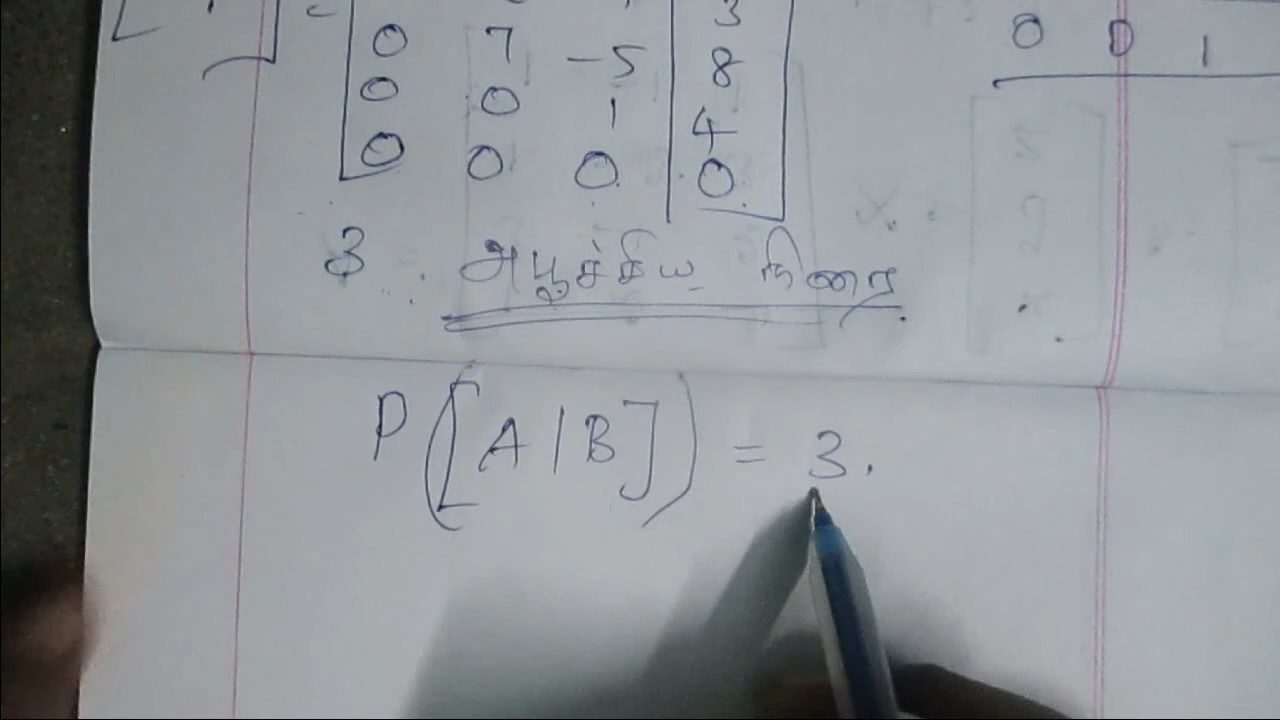 3
0 7 -5 8
0 0 1 4
0 0 0 0
0 0 1
3 அபூச்சிய நிரை
P([A|B]) = 3.